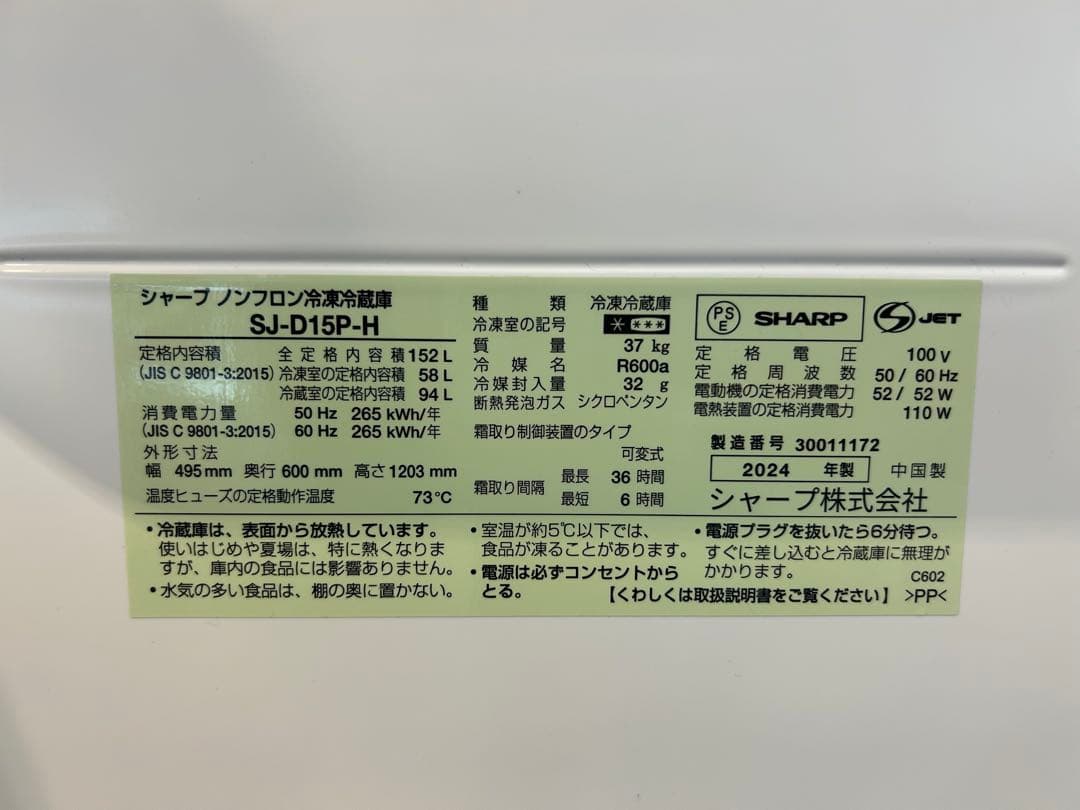 シャープ ノンフロン冷凍冷蔵庫
SJ-D15P-H
定格内容積 全定格内容積 152 L
(JIS C 9801-3:2015) 冷凍室の定格内容積 58 L
冷蔵室の定格内容積 94 L
消費電力量 50 Hz 265 kWh/年
(JIS C 9801-3:2015) 60 Hz 265 kWh/年
外形寸法
幅 495 mm 奥行 600 mm 高さ 1203 mm
温度ヒューズの定格動作温度 73℃
種類 冷凍冷蔵庫
冷凍室の記号 * ***
質量 37 kg
冷媒名 R600a
冷媒封入量 32 g
断熱発泡ガス シクロペンタン
霜取り制御装置のタイプ
可変式
霜取り間隔 最長 36 時間
最短 6 時間
PSE SHARP S JET
定格電圧 100 V
定格周波数 50 / 60 Hz
電動機の定格消費電力 52 / 52 W
電熱装置の定格消費電力 110 W
製造番号 30011172
2024 年製 中国製
シャープ株式会社
・冷蔵庫は、表面から放熱しています。
使いはじめや夏場は、特に熱くなりま
すが、庫内の食品には影響ありません。
・水気の多い食品は、棚の奥に置かない。
・室温が約5℃以下では、
食品が凍ることがあります。
・電源は必ずコンセントから
とる。
・電源プラグを抜いたら6分待つ。
すぐに差し込むと冷蔵庫に無理が
かかります。 C602
【くわしくは取扱説明書をご覧ください】 >PP<